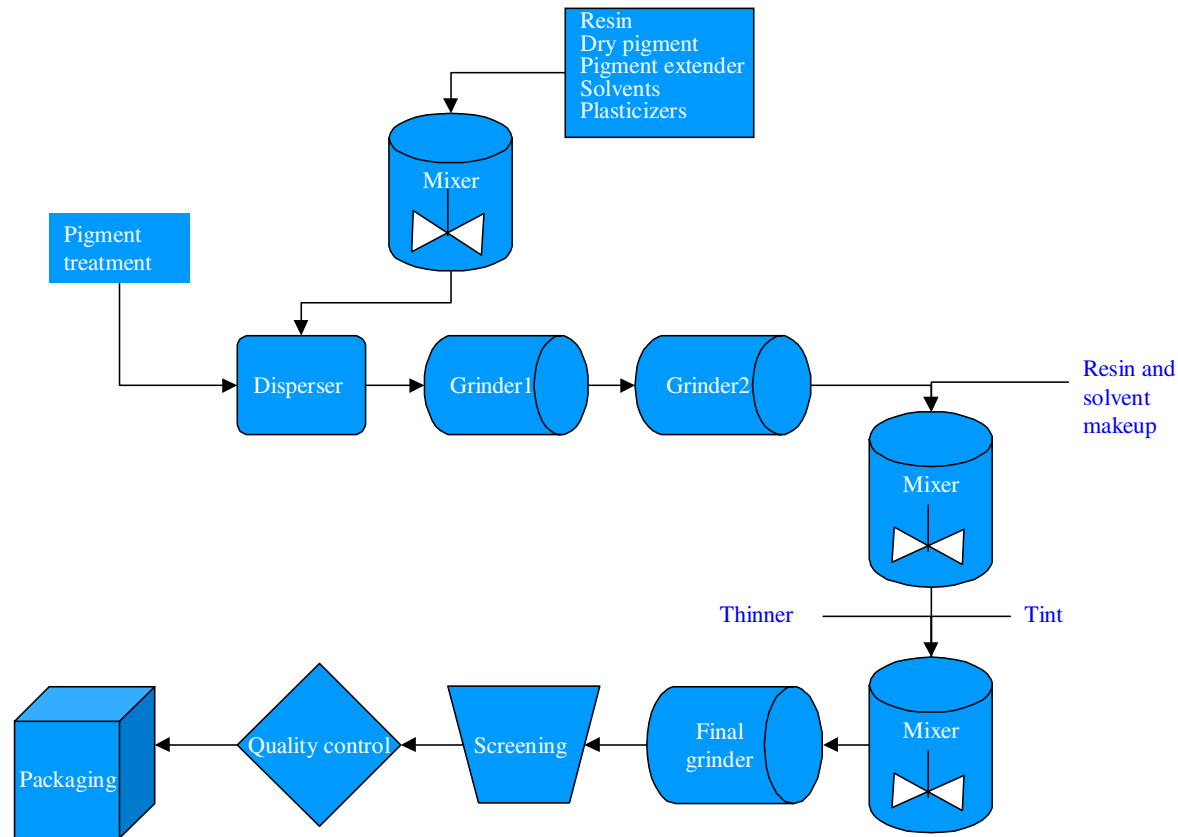 Resin
Dry pigment
Pigment extender
Solvents
Plasticizers
Mixer
Pigment
treatment
Disperser
Grinder1
Grinder2
Resin and
solvent
makeup
Mixer
Thinner
Tint
Mixer
Final
grinder
Screening
Quality control
Packaging